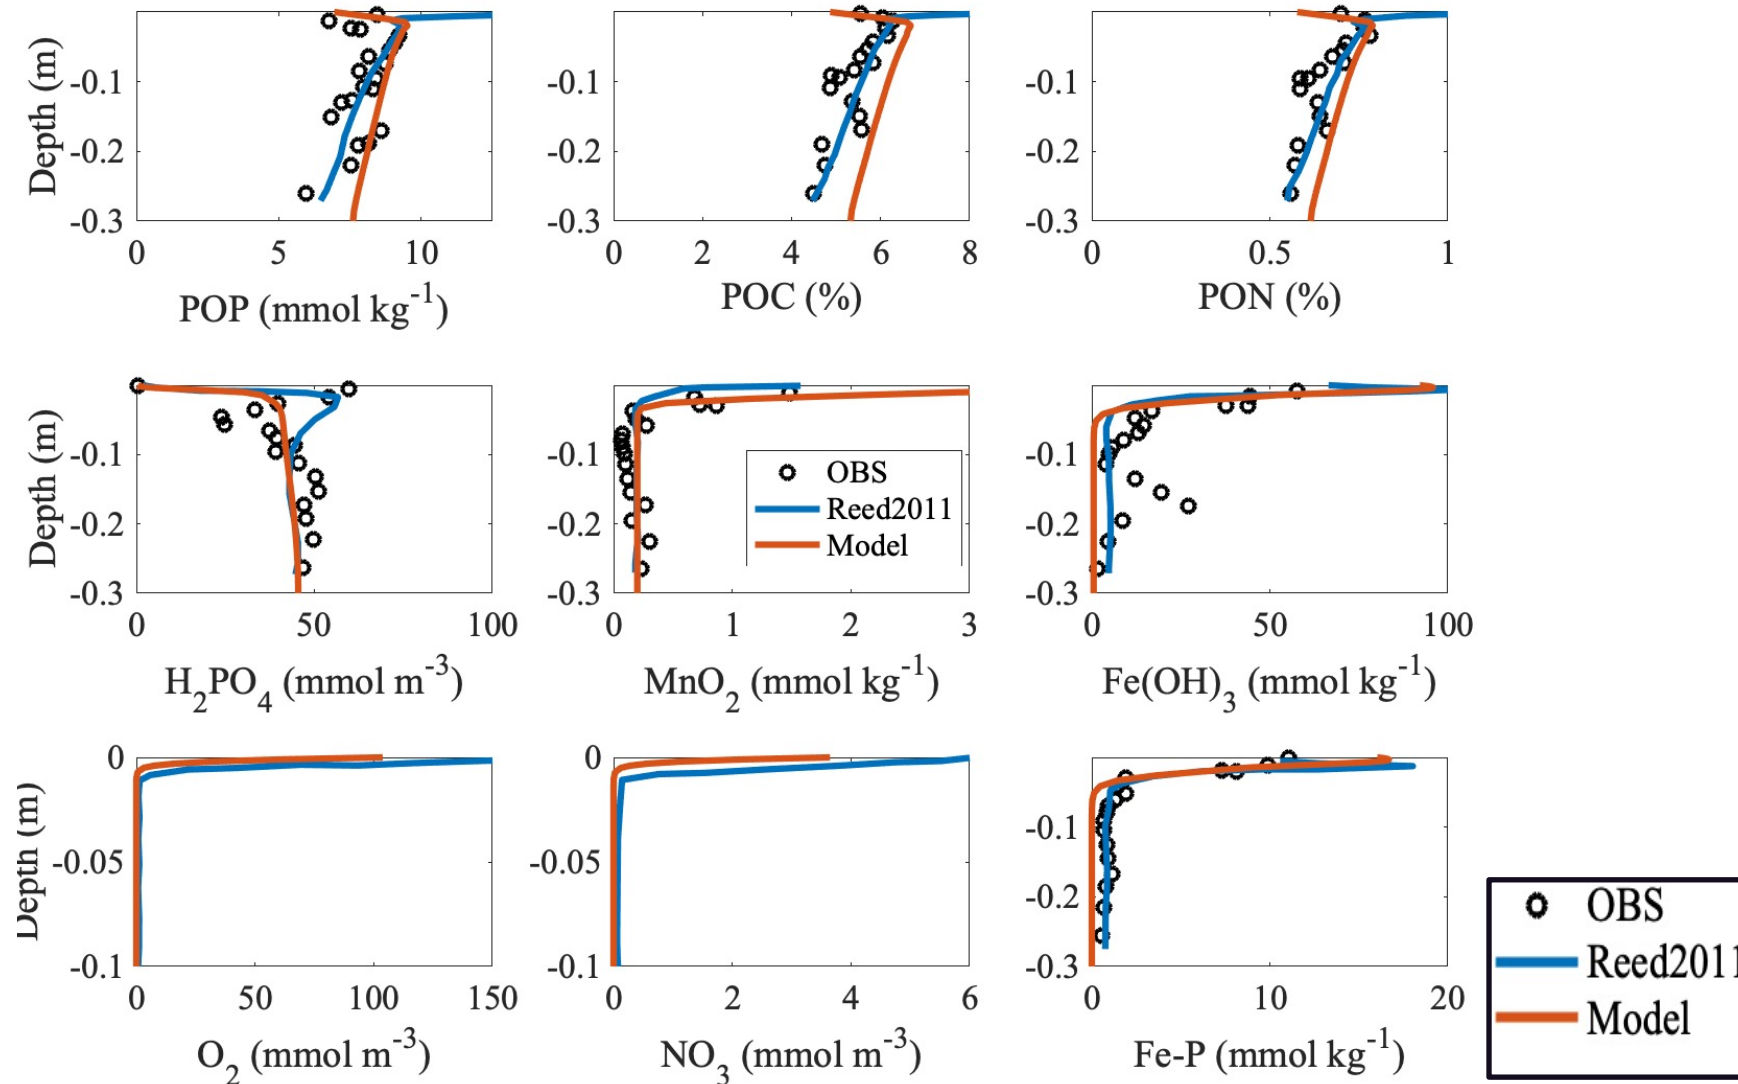 Depth (m)
-0.1
-0.2
-0.3
0 5 10
POP (mmol kg⁻¹)
-0.1
-0.2
-0.3
0 2 4 6 8
POC (%)
-0.1
-0.2
-0.3
0 0.5 1
PON (%)
Depth (m)
-0.1
-0.2
-0.3
0 50 100
H₂PO₄ (mmol m⁻³)
-0.1
-0.2
-0.3
OBS
Reed2011
Model
0 1 2 3
MnO₂ (mmol kg⁻¹)
-0.1
-0.2
-0.3
0 50 100
Fe(OH)₃ (mmol kg⁻¹)
Depth (m)
0
-0.05
-0.1
0 50 100 150
O₂ (mmol m⁻³)
0
-0.05
-0.1
0 2 4 6
NO₃ (mmol m⁻³)
-0.1
-0.2
-0.3
0 10 20
Fe-P (mmol kg⁻¹)
OBS
Reed2011
Model